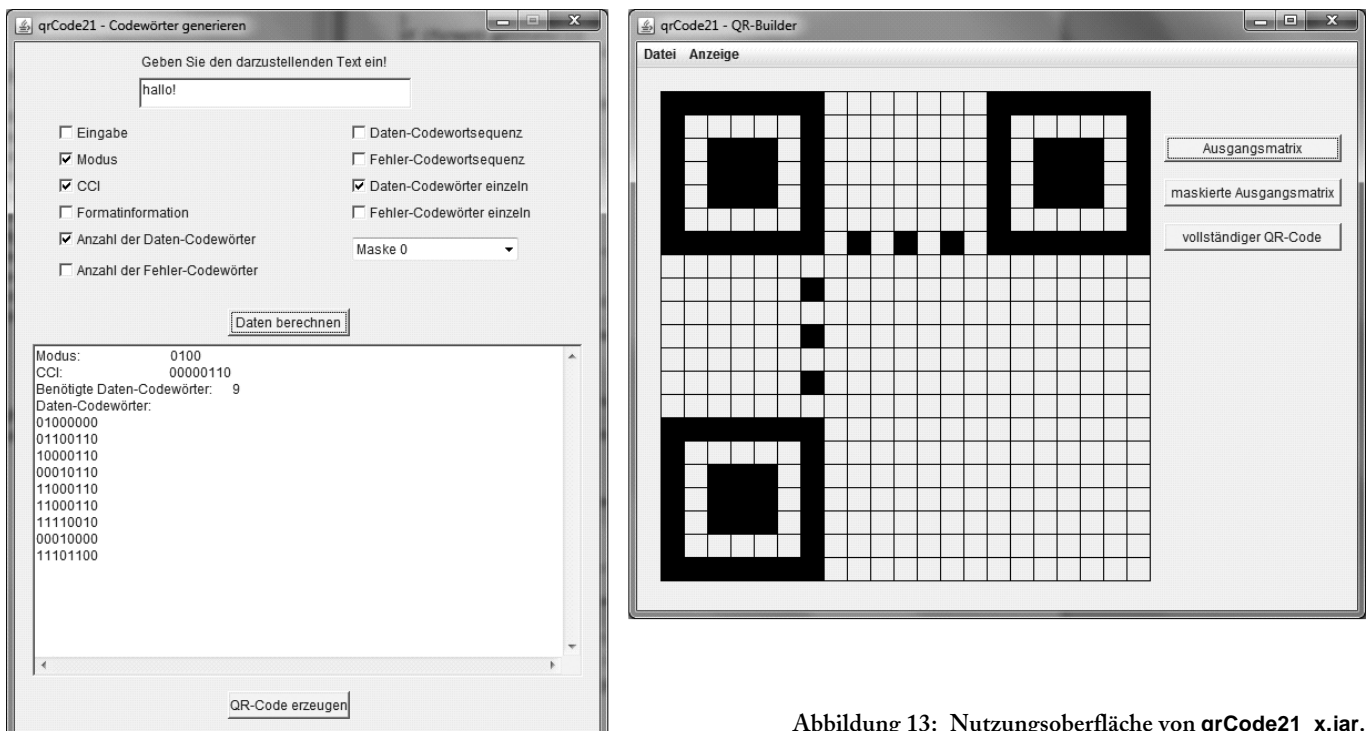 qrCode21 - Codewörter generieren
Geben Sie den darzustellenden Text ein!
hallo!
Eingabe
Modus
CCI
Formatinformation
Anzahl der Daten-Codewörter
Anzahl der Fehler-Codewörter
Daten-Codewortsequenz
Fehler-Codewortsequenz
Daten-Codewörter einzeln
Fehler-Codewörter einzeln
Maske 0
Daten berechnen
Modus: 0100
CCI: 00000110
Benötigte Daten-Codewörter: 9
Daten-Codewörter:
01000000
01100110
10000110
00010110
11000110
11000110
11110010
00010000
11101100
QR-Code erzeugen
qrCode21 - QR-Builder
Datei Anzeige
Ausgangsmatrix
maskierte Ausgangsmatrix
vollständiger QR-Code
Abbildung 13: Nutzungsoberfläche von qrCode21_x.jar.